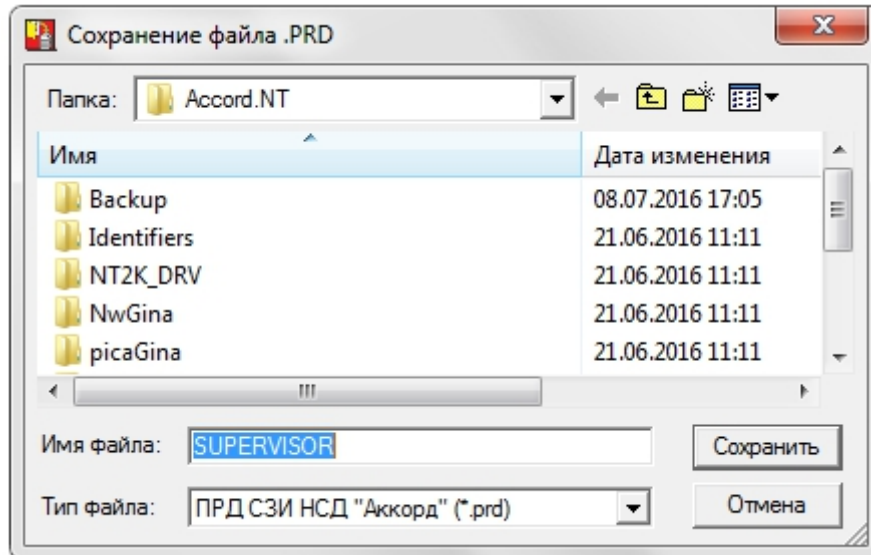 Сохранение файла .PRD
Папка: Accord.NT
Имя Дата изменения
Backup 08.07.2016 17:05
Identifiers 21.06.2016 11:11
NT2K_DRV 21.06.2016 11:11
NwGina 21.06.2016 11:11
picaGina 21.06.2016 11:11
Имя файла: SUPERVISOR Сохранить
Тип файла: ПРД СЗИ НСД "Аккорд" (*.prd) Отмена